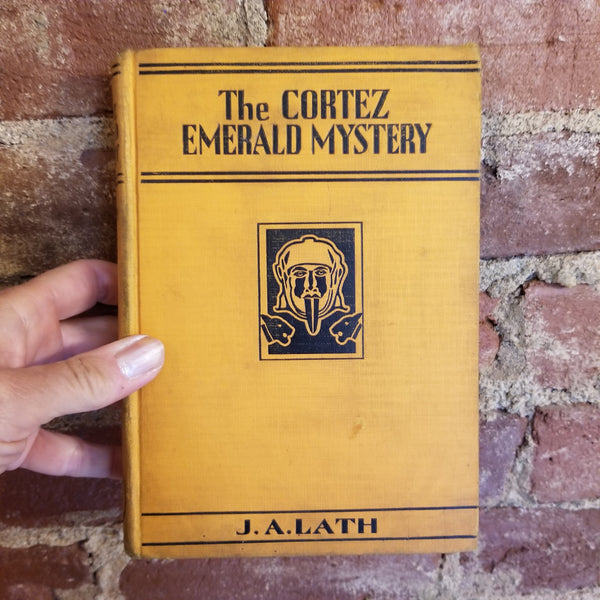 The CORTEZ
EMERALD MYSTERY
J. A. LATH